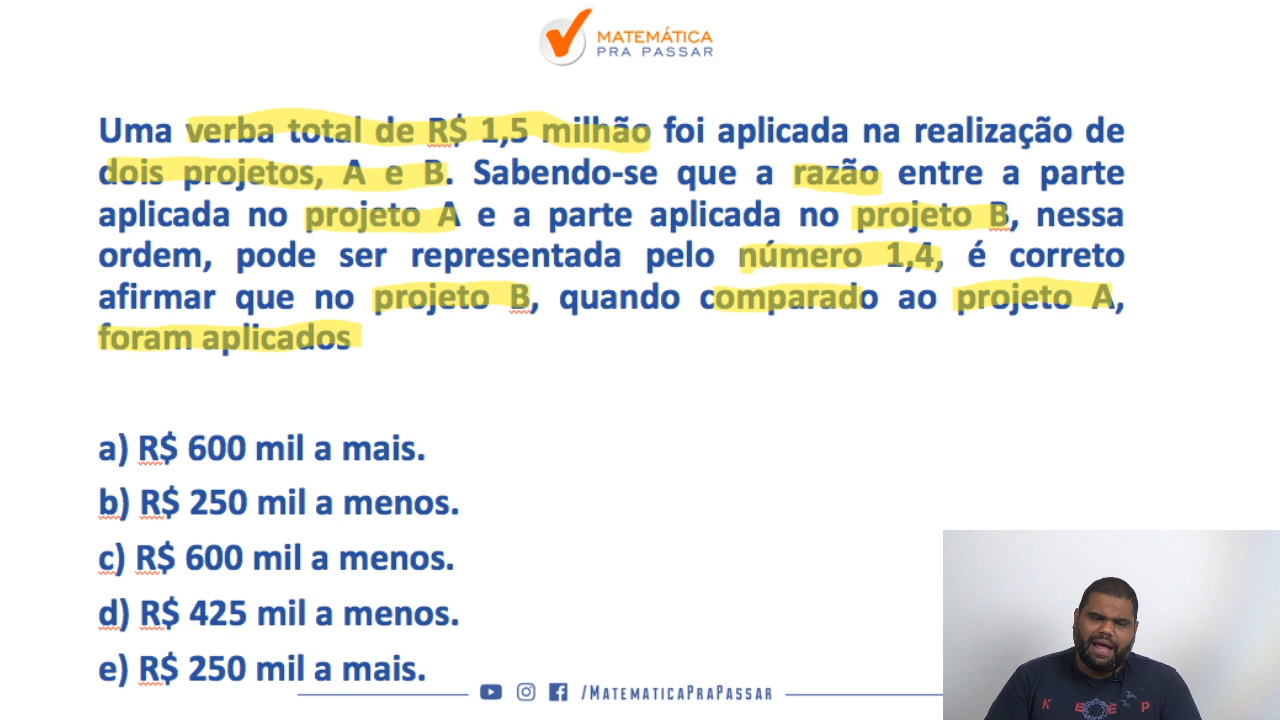 MATEMÁTICA
PRA PASSAR
Uma verba total de R$ 1,5 milhão foi aplicada na realização de
dois projetos, A e B. Sabendo-se que a razão entre a parte
aplicada no projeto A e a parte aplicada no projeto B, nessa
ordem, pode ser representada pelo número 1,4, é correto
afirmar que no projeto B, quando comparado ao projeto A,
foram aplicados
a) R$ 600 mil a mais.
b) R$ 250 mil a menos.
c) R$ 600 mil a menos.
d) R$ 425 mil a menos.
e) R$ 250 mil a mais.
/MATEMATICAPRAPASSAR
K E E P